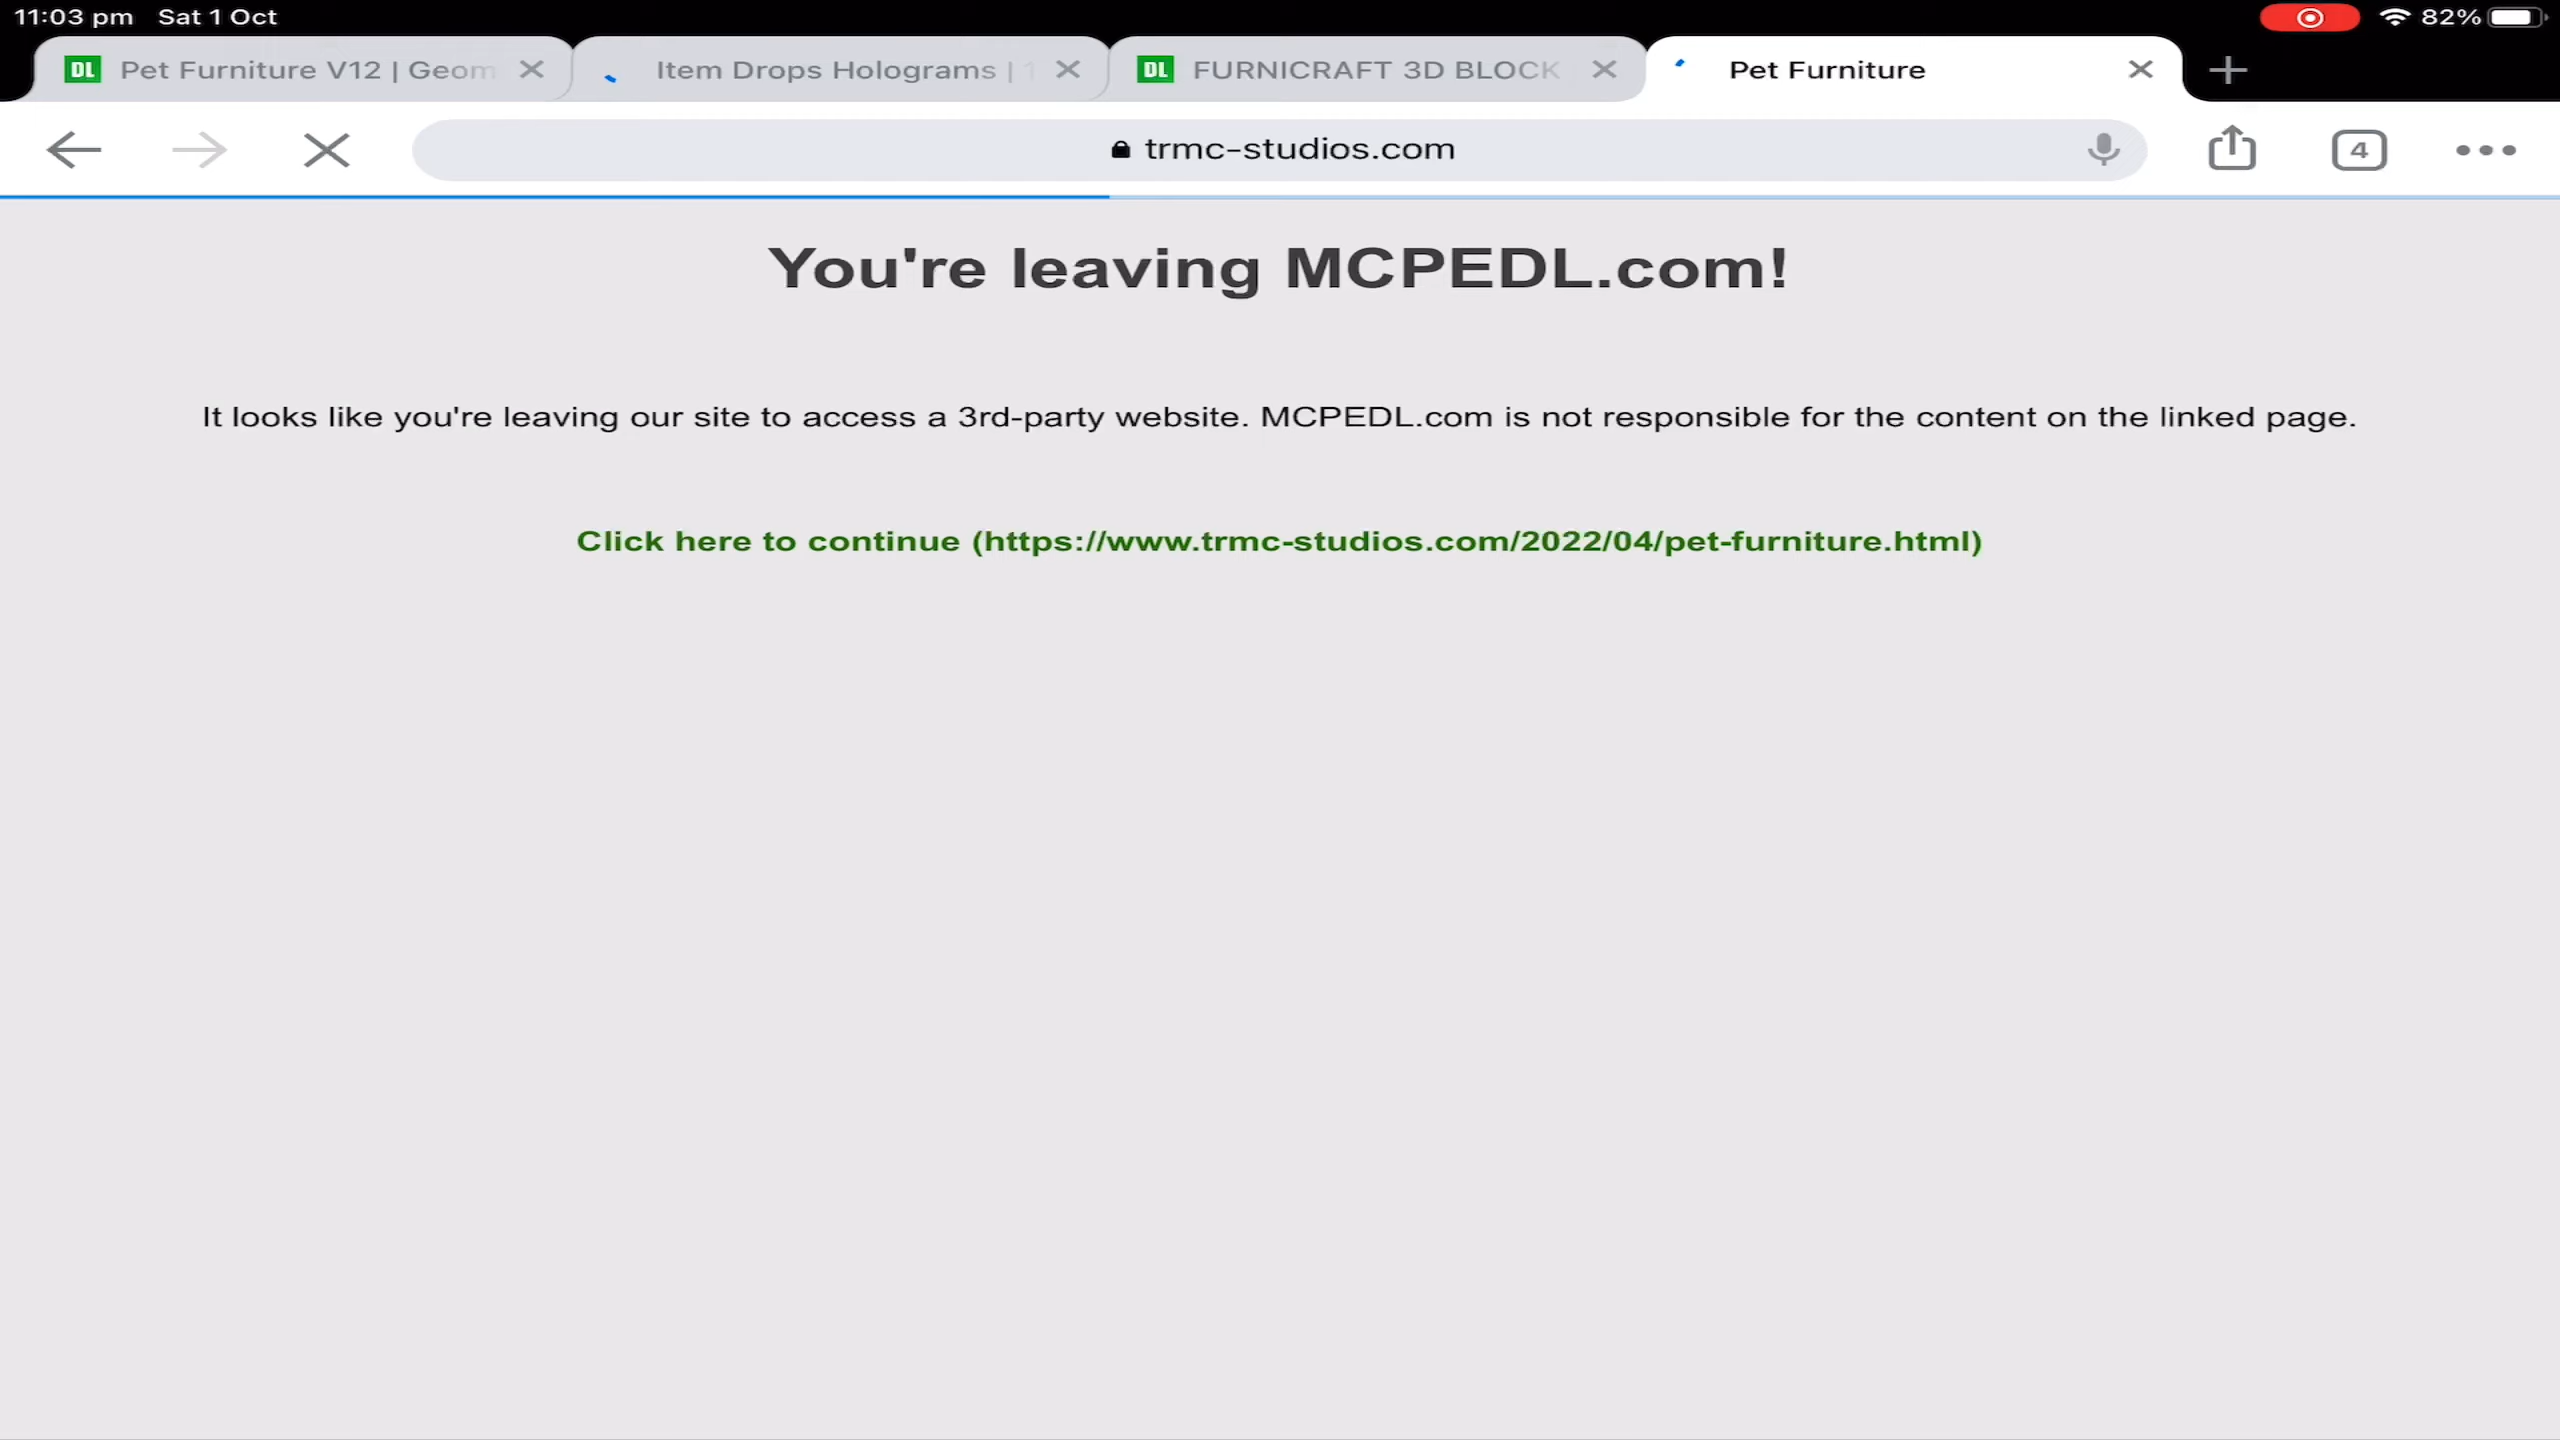 11:03 pm Sat 1 Oct
82%
DL Pet Furniture V12 | Geom
Item Drops Holograms | 1
DL FURNICRAFT 3D BLOCK
Pet Furniture
trmc-studios.com
4
You're leaving MCPEDL.com!
It looks like you're leaving our site to access a 3rd-party website. MCPEDL.com is not responsible for the content on the linked page.
Click here to continue (https://www.trmc-studios.com/2022/04/pet-furniture.html)